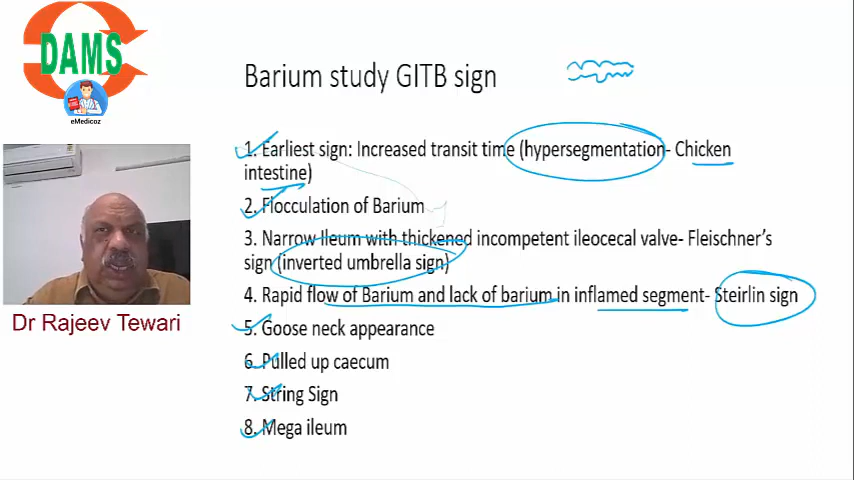 DAMS
eMedicoz
Barium study GITB sign
1. Earliest sign: Increased transit time (hypersegmentation- Chicken
intestine)
2. Flocculation of Barium
3. Narrow Ileum with thickened incompetent ileocecal valve- Fleischner's
sign (inverted umbrella sign)
4. Rapid flow of Barium and lack of barium in inflamed segment- Steirlin sign
5. Goose neck appearance
6. Pulled up caecum
7. String Sign
8. Mega ileum
Dr Rajeev Tewari